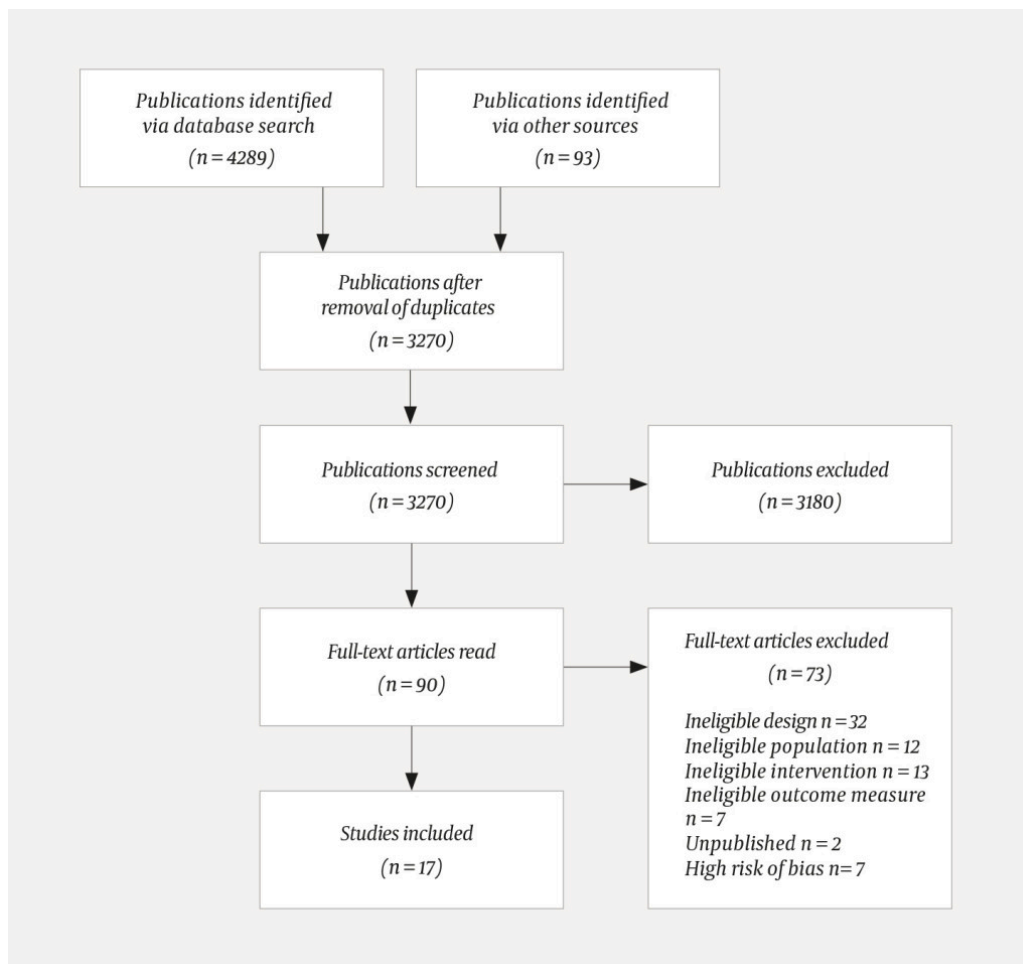 Publications identified
via database search
(n = 4289)
Publications identified
via other sources
(n = 93)
Publications after
removal of duplicates
(n = 3270)
Publications screened
(n = 3270)
Publications excluded
(n = 3180)
Full-text articles read
(n = 90)
Full-text articles excluded
(n = 73)
Ineligible design n = 32
Ineligible population n = 12
Ineligible intervention n = 13
Ineligible outcome measure
n = 7
Unpublished n = 2
High risk of bias n= 7
Studies included
(n = 17)